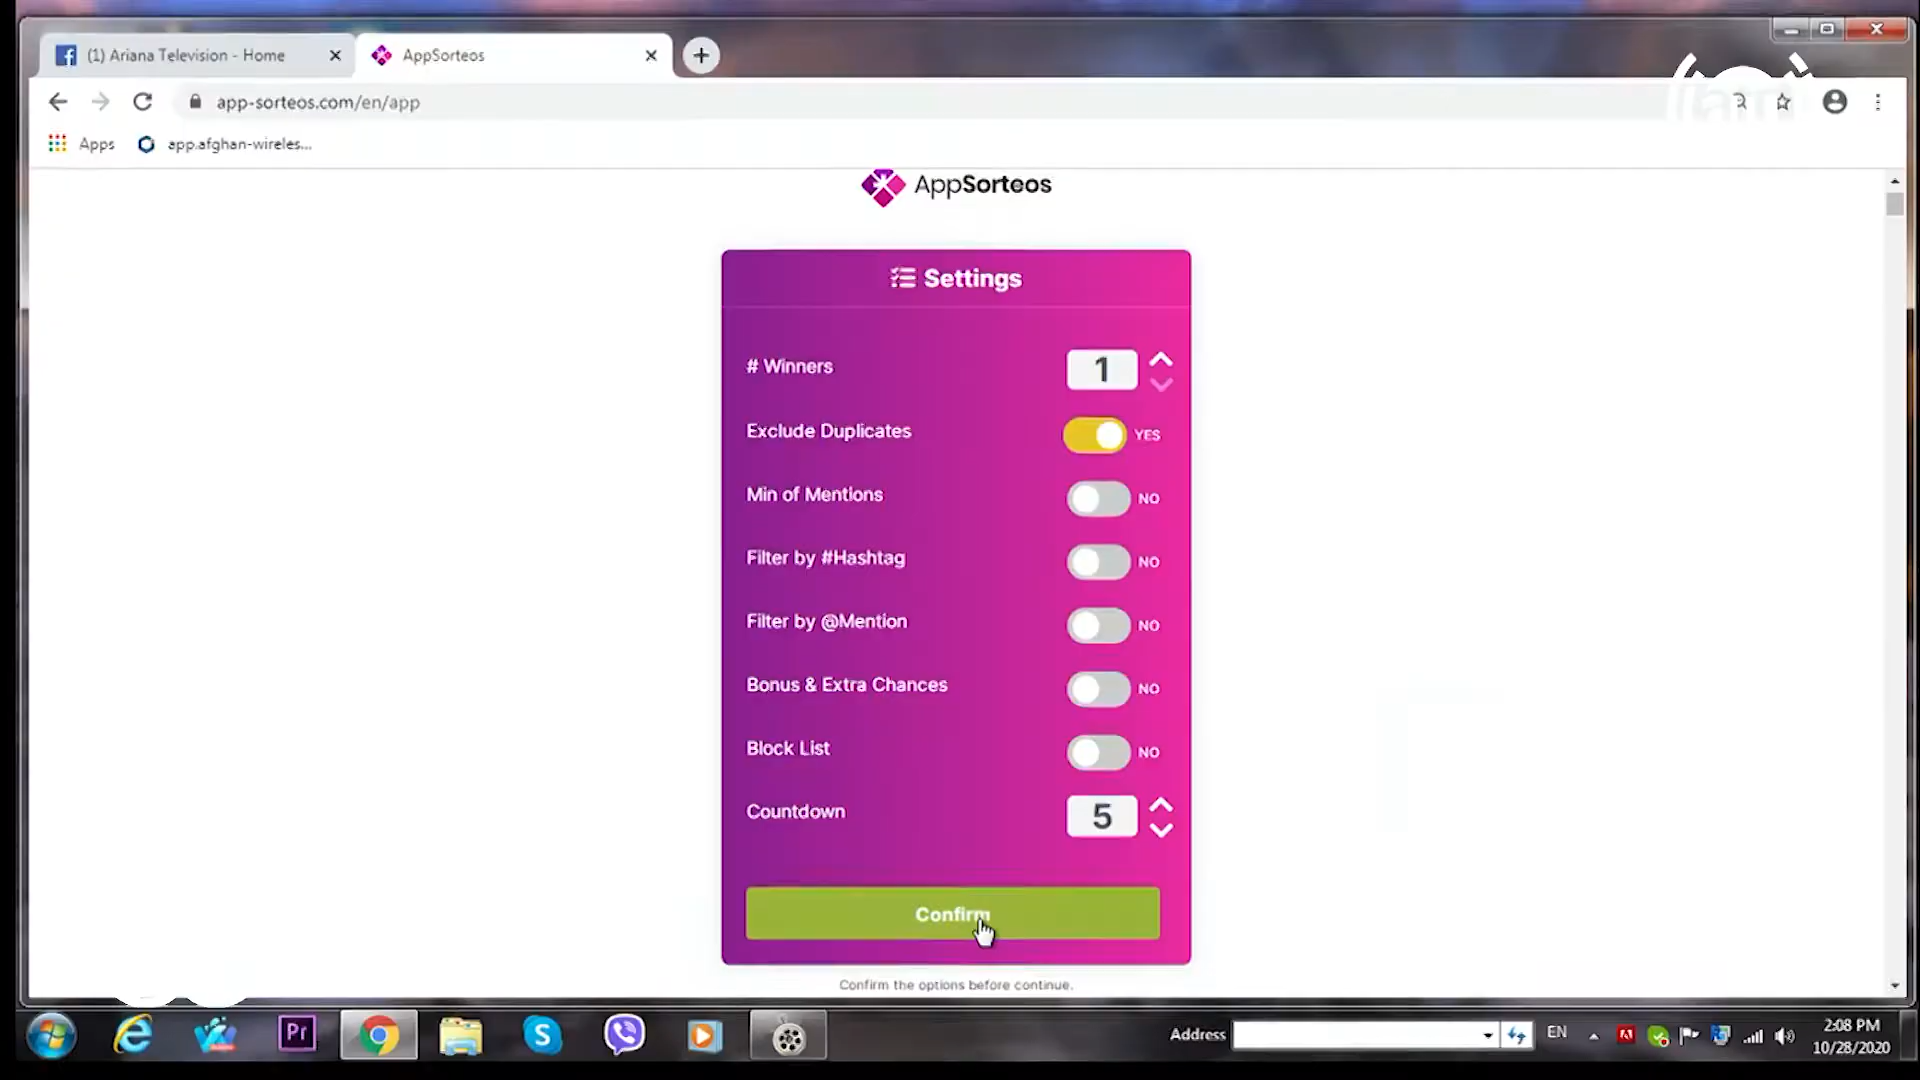 (1) Ariana Television - Home
AppSorteos
app-sorteos.com/en/app
Apps
app.afghan-wireles...
AppSorteos
Settings
# Winners
1
Exclude Duplicates
YES
Min of Mentions
NO
Filter by #Hashtag
NO
Filter by @Mention
NO
Bonus & Extra Chances
NO
Block List
NO
Countdown
5
Confirm
Confirm the options before continue.
Pr
Address
EN
2:08 PM
10/28/2020